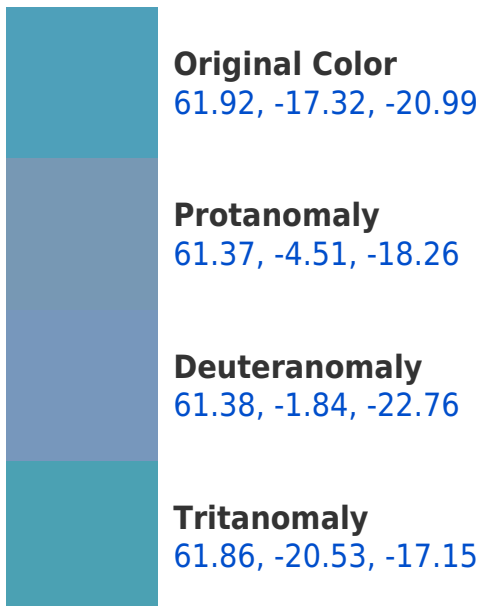 Original Color
61.92, -17.32, -20.99
Protanomaly
61.37, -4.51, -18.26
Deuteranomaly
61.38, -1.84, -22.76
Tritanomaly
61.86, -20.53, -17.15